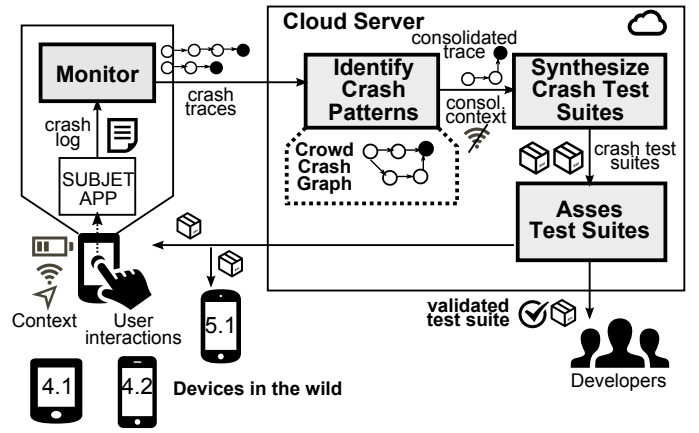 Cloud Server
Monitor
crash
traces
crash
log
SUBJET
APP
Identify
Crash
Patterns
consolidated
trace
consol.
context
Synthesize
Crash Test
Suites
Crowd
Crash
Graph
crash test
suites
Asses
Test Suites
Context
User
interactions
5.1
validated
test suite
Developers
4.1
4.2
Devices in the wild